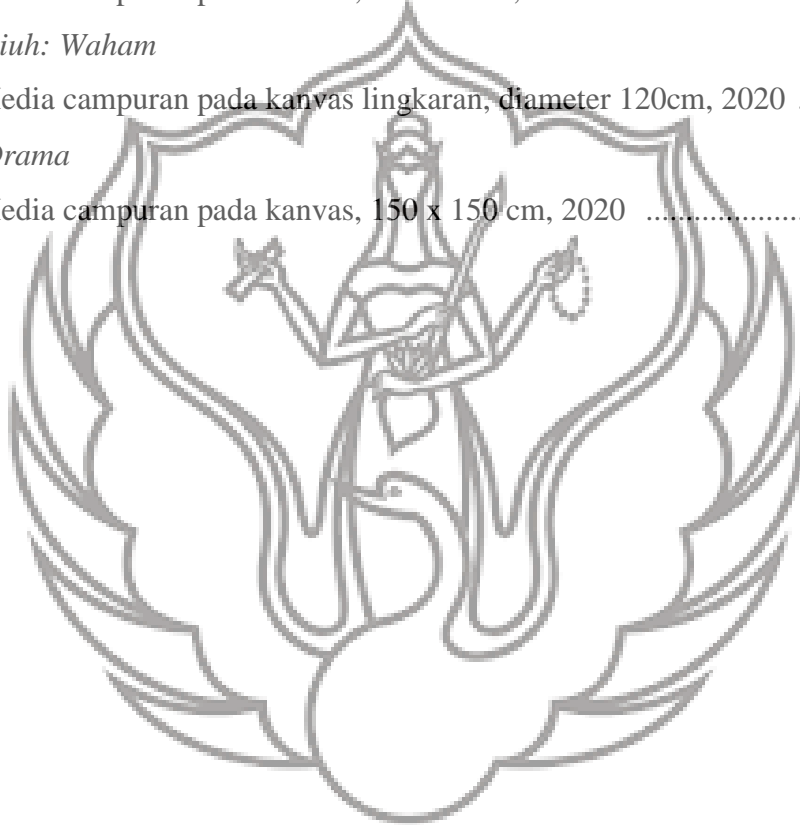 iuh: Waham
edia campuran pada kanvas lingkaran, diameter 120cm, 2020 .
Drama
edia campuran pada kanvas, 150 x 150 cm, 2020 ...................